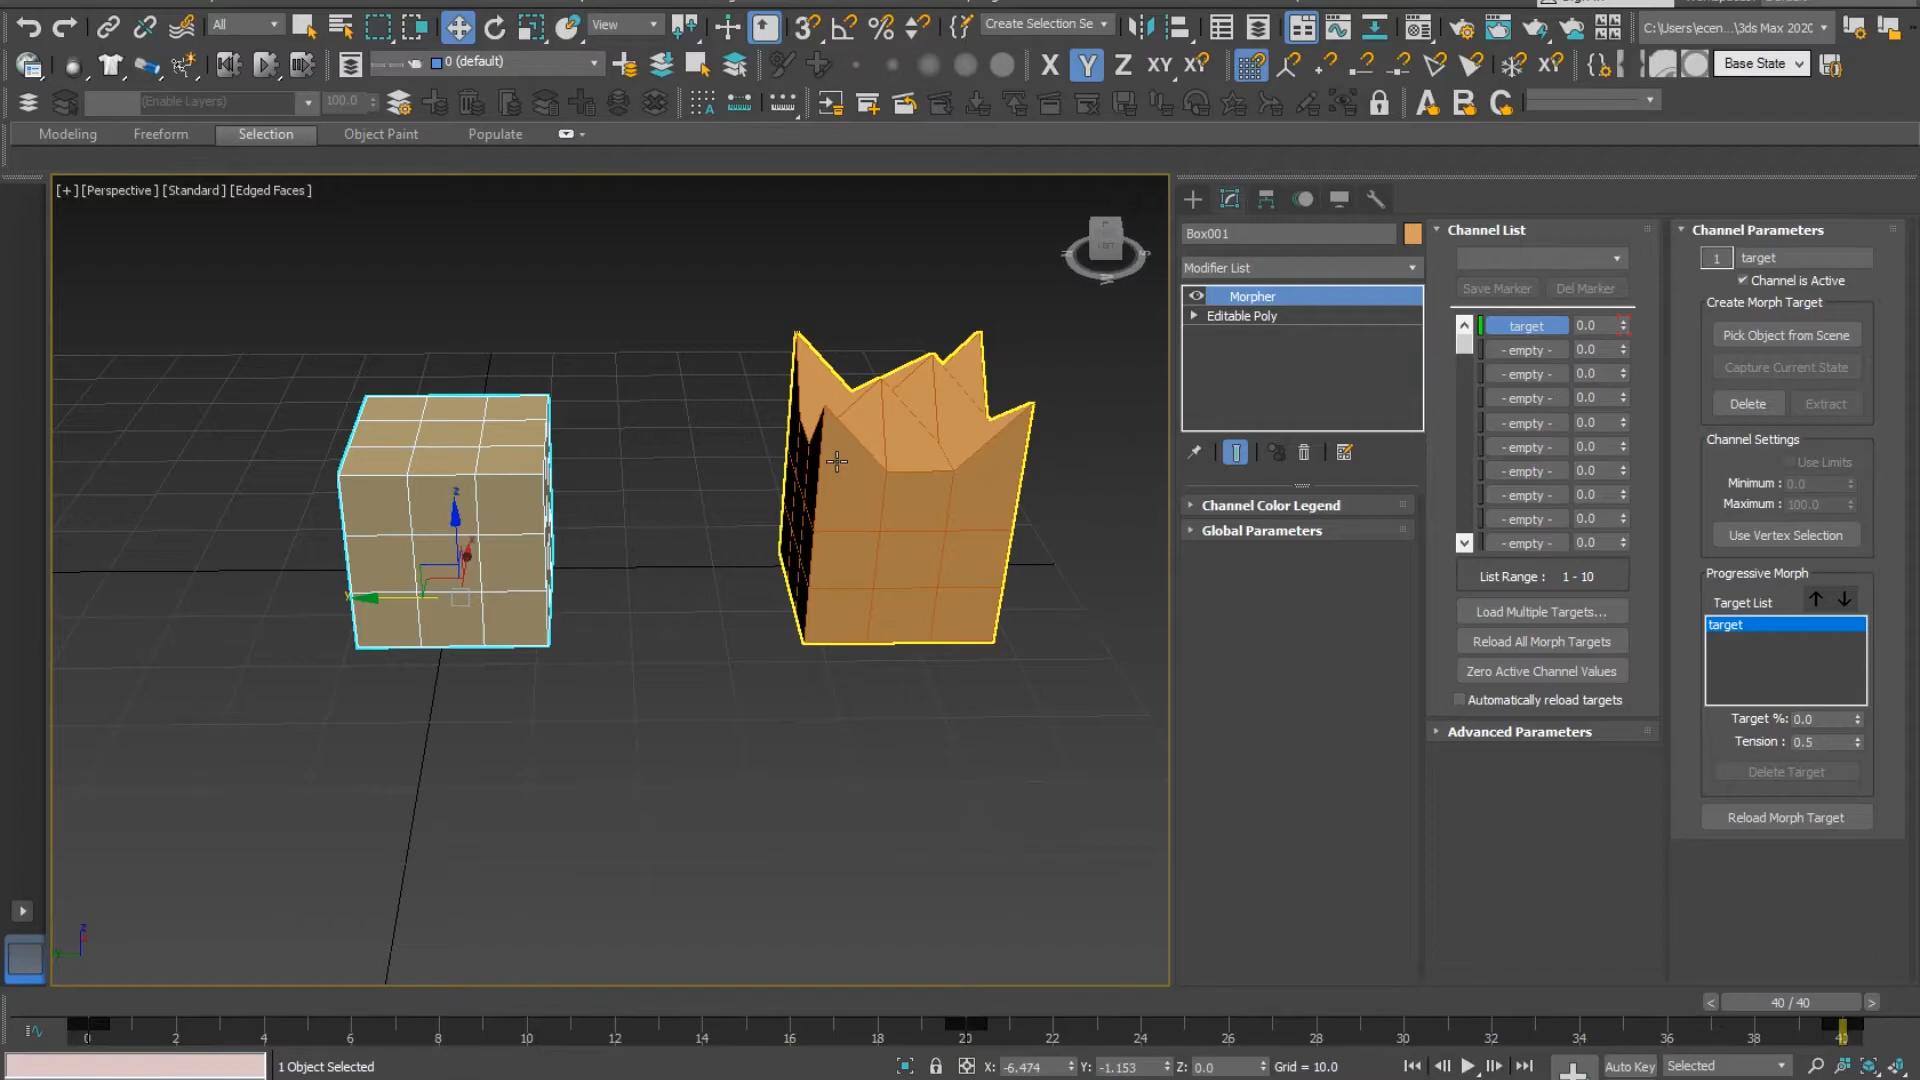 All
View
Create Selection Se
C:\Users\ecen...\3ds Max 2020
0 (default)
X Y Z XY XY
Base State
(Enable Layers) 100.0
A B C
Modeling Freeform Selection Object Paint Populate
[+] [Perspective ] [Standard ] [Edged Faces ]
LEFT
Box001
Modifier List
Morpher
Editable Poly
Channel Color Legend
Global Parameters
Channel List
Save Marker Del Marker
target 0.0
- empty - 0.0
- empty - 0.0
- empty - 0.0
- empty - 0.0
- empty - 0.0
- empty - 0.0
- empty - 0.0
- empty - 0.0
- empty - 0.0
List Range : 1 - 10
Load Multiple Targets...
Reload All Morph Targets
Zero Active Channel Values
Automatically reload targets
Advanced Parameters
Channel Parameters
1 target
Channel is Active
Create Morph Target
Pick Object from Scene
Capture Current State
Delete Extract
Channel Settings
Use Limits
Minimum : 0.0
Maximum : 100.0
Use Vertex Selection
Progressive Morph
Target List
target
Target %: 0.0
Tension : 0.5
Delete Target
Reload Morph Target
z
y
z
< 40 / 40 >
0 2 4 6 8 10 12 14 16 18 20 22 24 26 28 30 32 34 36 38 40
1 Object Selected
X: -6.474 Y: -1.153 Z: 0.0 Grid = 10.0
Auto Key Selected